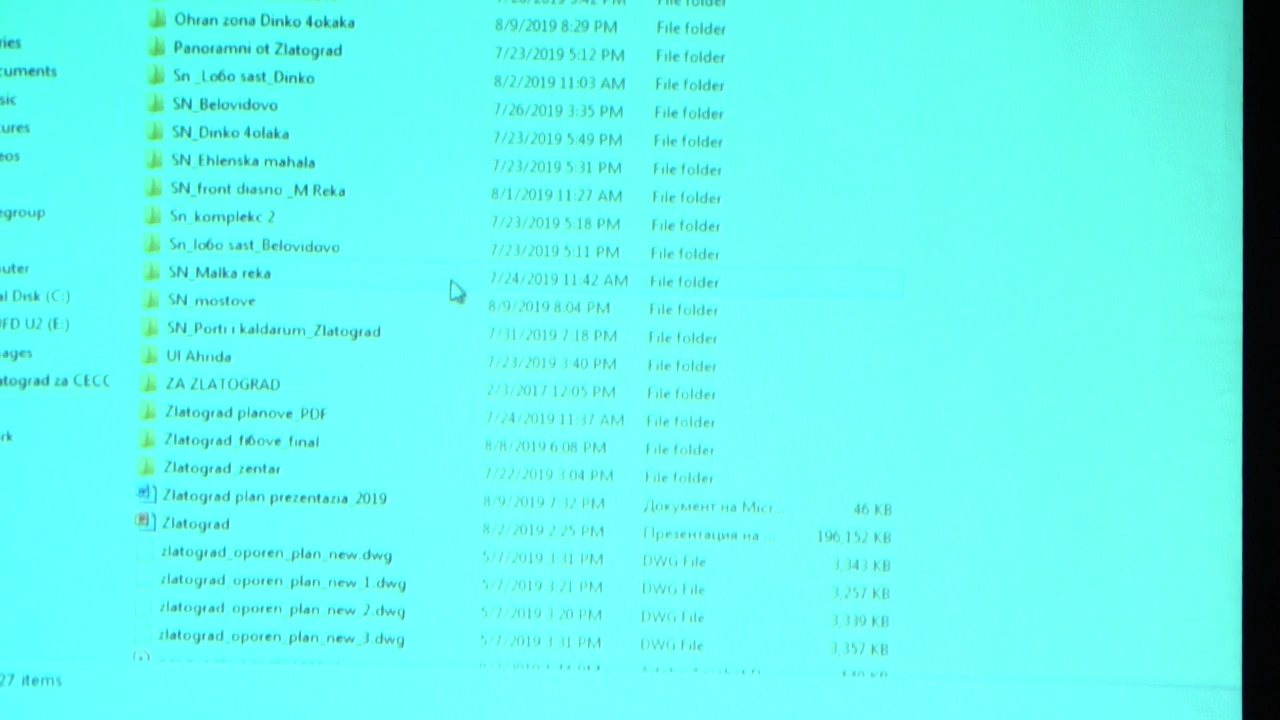 File folder
Ohran zona Dinko 4okaka 8/9/2019 8:29 PM File folder
ries Panoramni ot Zlatograd 7/23/2019 5:12 PM File folder
cuments Sn _Lo6o sast_Dinko 8/2/2019 11:03 AM File folder
sic SN_Belovidovo 7/26/2019 3:35 PM File folder
ures SN_Dinko 4olaka 7/23/2019 5:49 PM File folder
eos SN_Ehlenska mahala 7/23/2019 5:31 PM File folder
SN_front diasno _M Reka 8/1/2019 11:27 AM File folder
egroup Sn_komplekc 2 7/23/2019 5:18 PM File folder
Sn_lo6o sast_Belovidovo 7/23/2019 5:11 PM File folder
uter SN_Malka reka 7/24/2019 11:42 AM File folder
al Disk (C:) SN_mostove 8/9/2019 8:04 PM File folder
JFD U2 (E:) SN_Porti i kaldarum_Zlatograd 7/31/2019 7:18 PM File folder
ages Ul Ahrida 7/23/2019 3:40 PM File folder
atograd za CECC ZA ZLATOGRAD 2/3/2017 12:05 PM File folder
Zlatograd planove_PDF 7/24/2019 11:37 AM File folder
rk Zlatograd_fi6ove_final 8/8/2019 6:08 PM File folder
Zlatograd_zentar 7/22/2019 3:04 PM File folder
Zlatograd plan prezentazia_2019 8/9/2019 7:32 PM Документ на Micr... 46 KB
Zlatograd 8/2/2019 2:25 PM Презентация на ... 196,152 KB
zlatograd_oporen_plan_new.dwg 5/7/2019 3:31 PM DWG File 3,343 KB
zlatograd_oporen_plan_new_1.dwg 5/7/2019 3:21 PM DWG File 3,257 KB
zlatograd_oporen_plan_new_2.dwg 5/7/2019 3:20 PM DWG File 3,339 KB
zlatograd_oporen_plan_new_3.dwg 5/7/2019 3:31 PM DWG File 3,357 KB
27 items